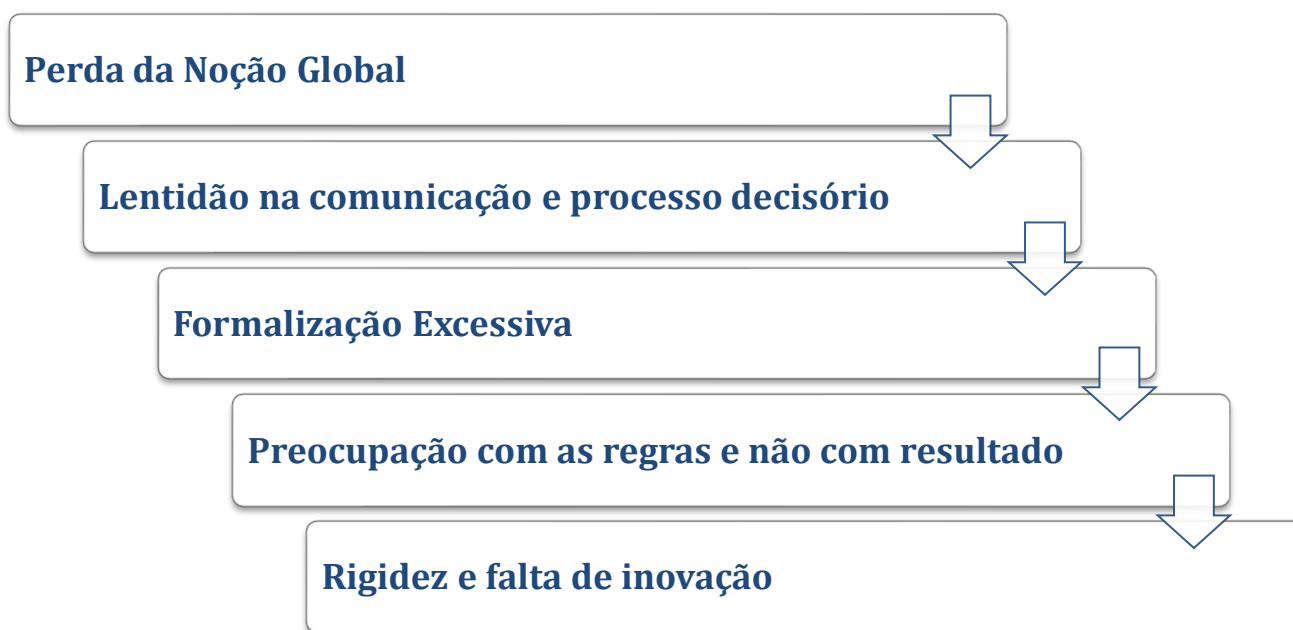 Perda da Noção Global
Lentidão na comunicação e processo decisório
Formalização Excessiva
Preocupação com as regras e não com resultado
Rigidez e falta de inovação